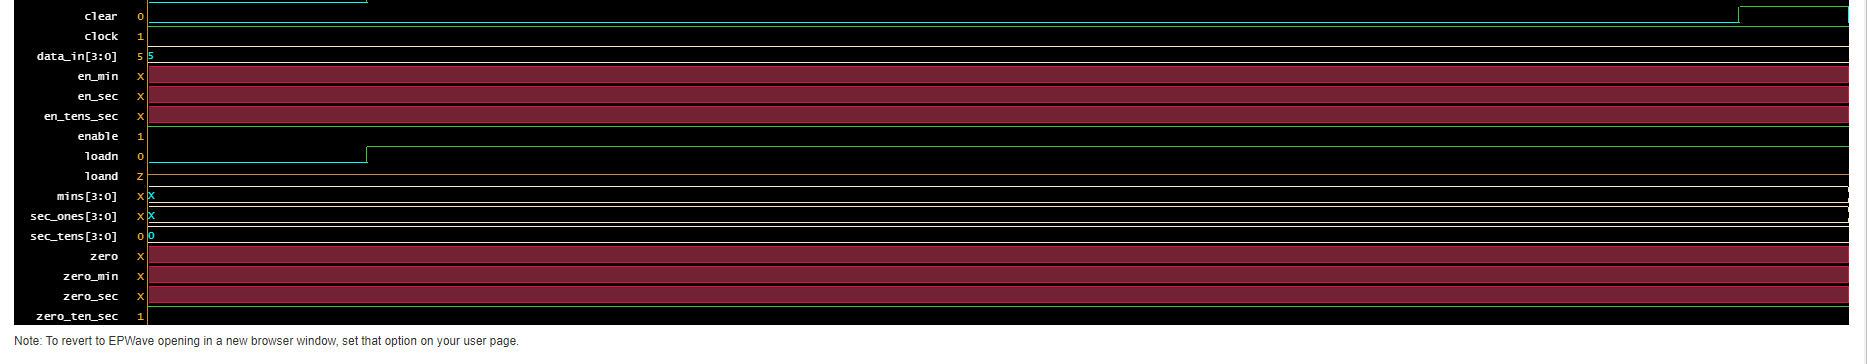 clear 0
clock 1
data_in[3:0] 5 5
en_min X
en_sec X
en_tens_sec X
enable 1
loadn 0
loand Z
mins[3:0] X X
sec_ones[3:0] X X
sec_tens[3:0] 0 0
zero X
zero_min X
zero_sec X
zero_ten_sec 1
Note: To revert to EPWave opening in a new browser window, set that option on your user page.